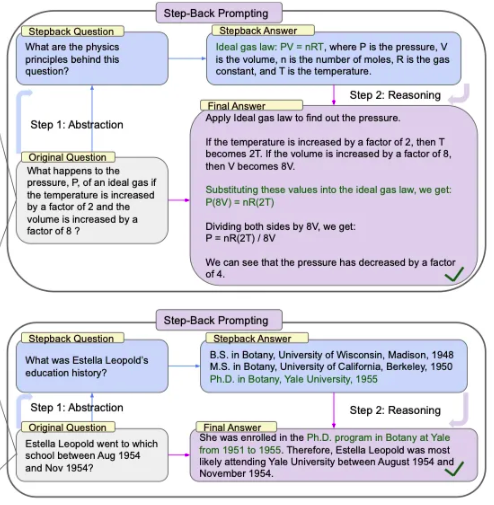 Step-Back Prompting
Stepback Question
What are the physics
principles behind this
question?
Stepback Answer
Ideal gas law: PV = nRT, where P is the pressure, V
is the volume, n is the number of moles, R is the gas
constant, and T is the temperature.
Step 1: Abstraction
Step 2: Reasoning
Original Question
What happens to the
pressure, P, of an ideal gas if
the temperature is increased
by a factor of 2 and the
volume is increased by a
factor of 8 ?
Final Answer
Apply Ideal gas law to find out the pressure.
If the temperature is increased by a factor of 2, then T
becomes 2T. If the volume is increased by a factor of 8,
then V becomes 8V.
Substituting these values into the ideal gas law, we get:
P(8V) = nR(2T)
Dividing both sides by 8V, we get:
P = nR(2T) / 8V
We can see that the pressure has decreased by a factor
of 4.
Step-Back Prompting
Stepback Question
What was Estella Leopold's
education history?
Stepback Answer
B.S. in Botany, University of Wisconsin, Madison, 1948
M.S. in Botany, University of California, Berkeley, 1950
Ph.D. in Botany, Yale University, 1955
Step 1: Abstraction
Step 2: Reasoning
Original Question
Estella Leopold went to which
school between Aug 1954
and Nov 1954?
Final Answer
She was enrolled in the Ph.D. program in Botany at Yale
from 1951 to 1955. Therefore, Estella Leopold was most
likely attending Yale University between August 1954 and
November 1954.